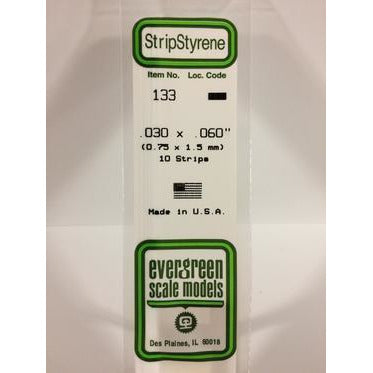 StripStyrene
Item No. Loc. Code
133
.030 x .060"
(0.75 x 1.5 mm)
10 Strips
Made in U.S.A.
evergreen
scale models
Des Plaines, IL 60018